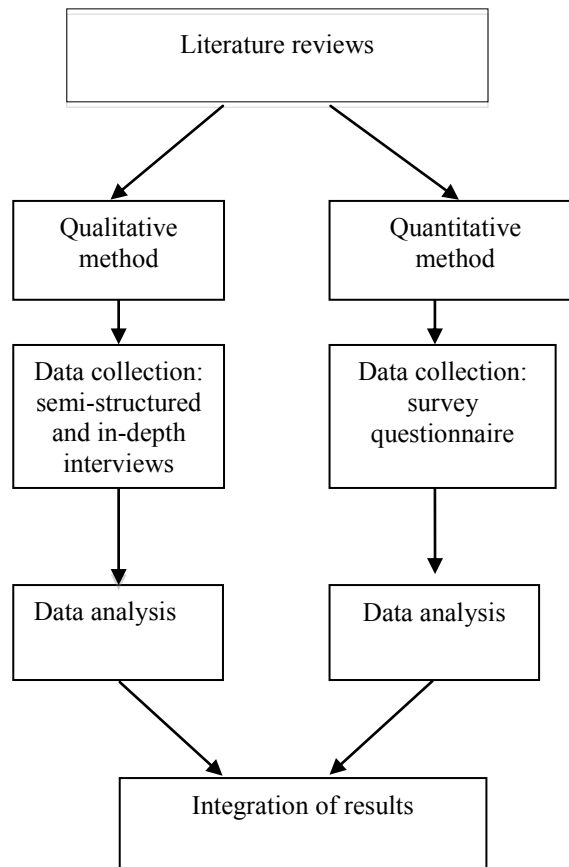 Literature reviews
Qualitative
method
Quantitative
method
Data collection:
semi-structured
and in-depth
interviews
Data collection:
survey
questionnaire
Data analysis
Data analysis
Integration of results